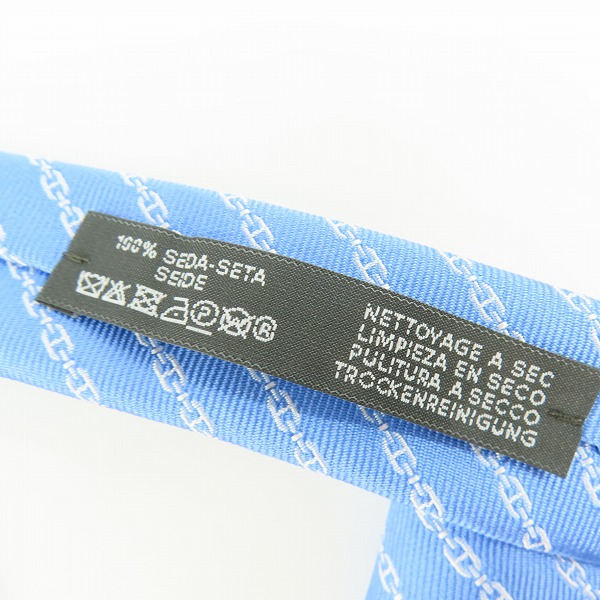 100% SEDA-SETA
SEIDE
P ®
NETTOYAGE A SEC
LIMPIEZA EN SECO
PULITURA A SECCO
TROCKENREINIGUNG